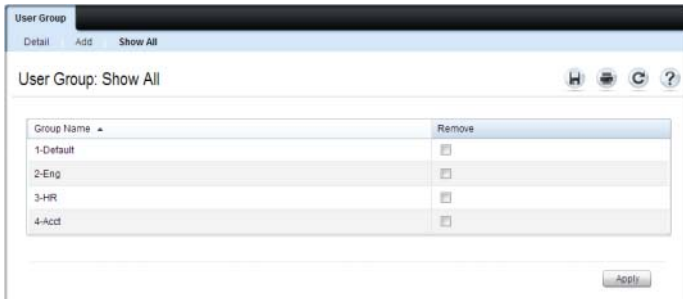 User Group
Detail Add Show All
User Group: Show All
?
Group Name Remove
1-Default
2-Eng
3-HR
4-Acct
Apply